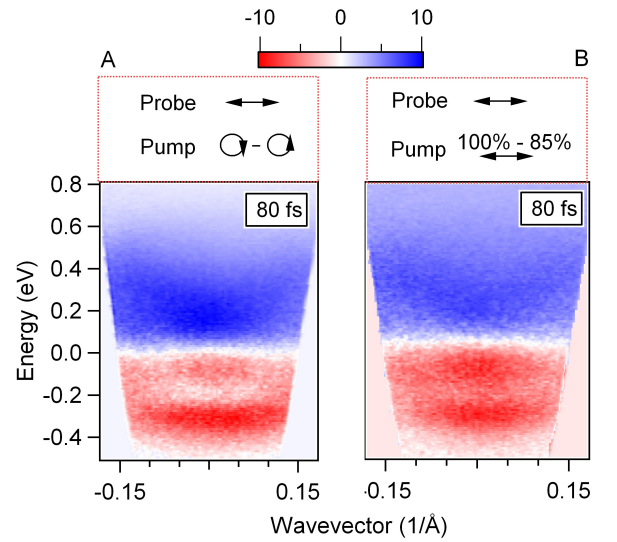 -10 0 10
A B
Probe
Pump -
Probe
Pump 100% - 85%
80 fs
80 fs
0.8
0.6
0.4
0.2
0.0
-0.2
-0.4
Energy (eV)
-0.15 0.15
-0.15 0.15
Wavevector (1/Å)